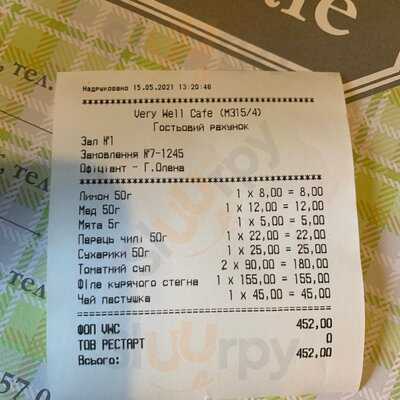 Надруковано 15.05.2021 13:20:46
Very Well Cafe (М315/4)
Гостьовий рахунок
Зал №1
Замовлення №7-1245
Офіціант - Г.Олена
Лимон 50г 1 x 8,00 = 8,00
Мед 50г 1 x 12,00 = 12,00
Мята 5г 1 x 5,00 = 5,00
Перець чилі 50г 1 x 22,00 = 22,00
Сухарики 50г 1 x 25,00 = 25,00
Томатний суп 2 x 90,00 = 180,00
Філе курячого стегна 1 x 155,00 = 155,00
Чай пастушка 1 x 45,00 = 45,00
ФОП VWC 452,00
ТОВ РЕСТАРТ 0
Всього: 452,00
тел.